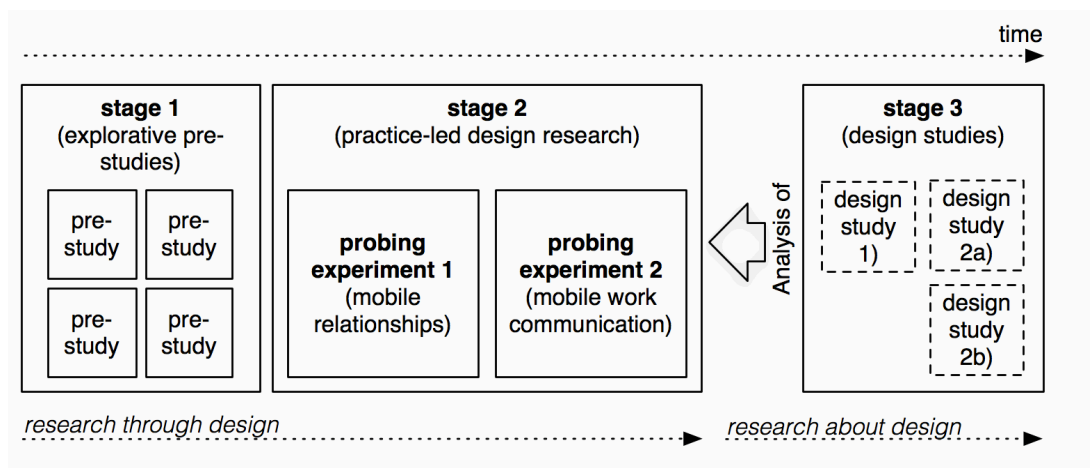 time
stage 1
(explorative pre-
studies)
pre-
study
pre-
study
pre-
study
pre-
study
stage 2
(practice-led design research)
probing
experiment 1
(mobile
relationships)
probing
experiment 2
(mobile work
communication)
Analysis of
stage 3
(design studies)
design
study
1)
design
study
2a)
design
study
2b)
research through design
research about design